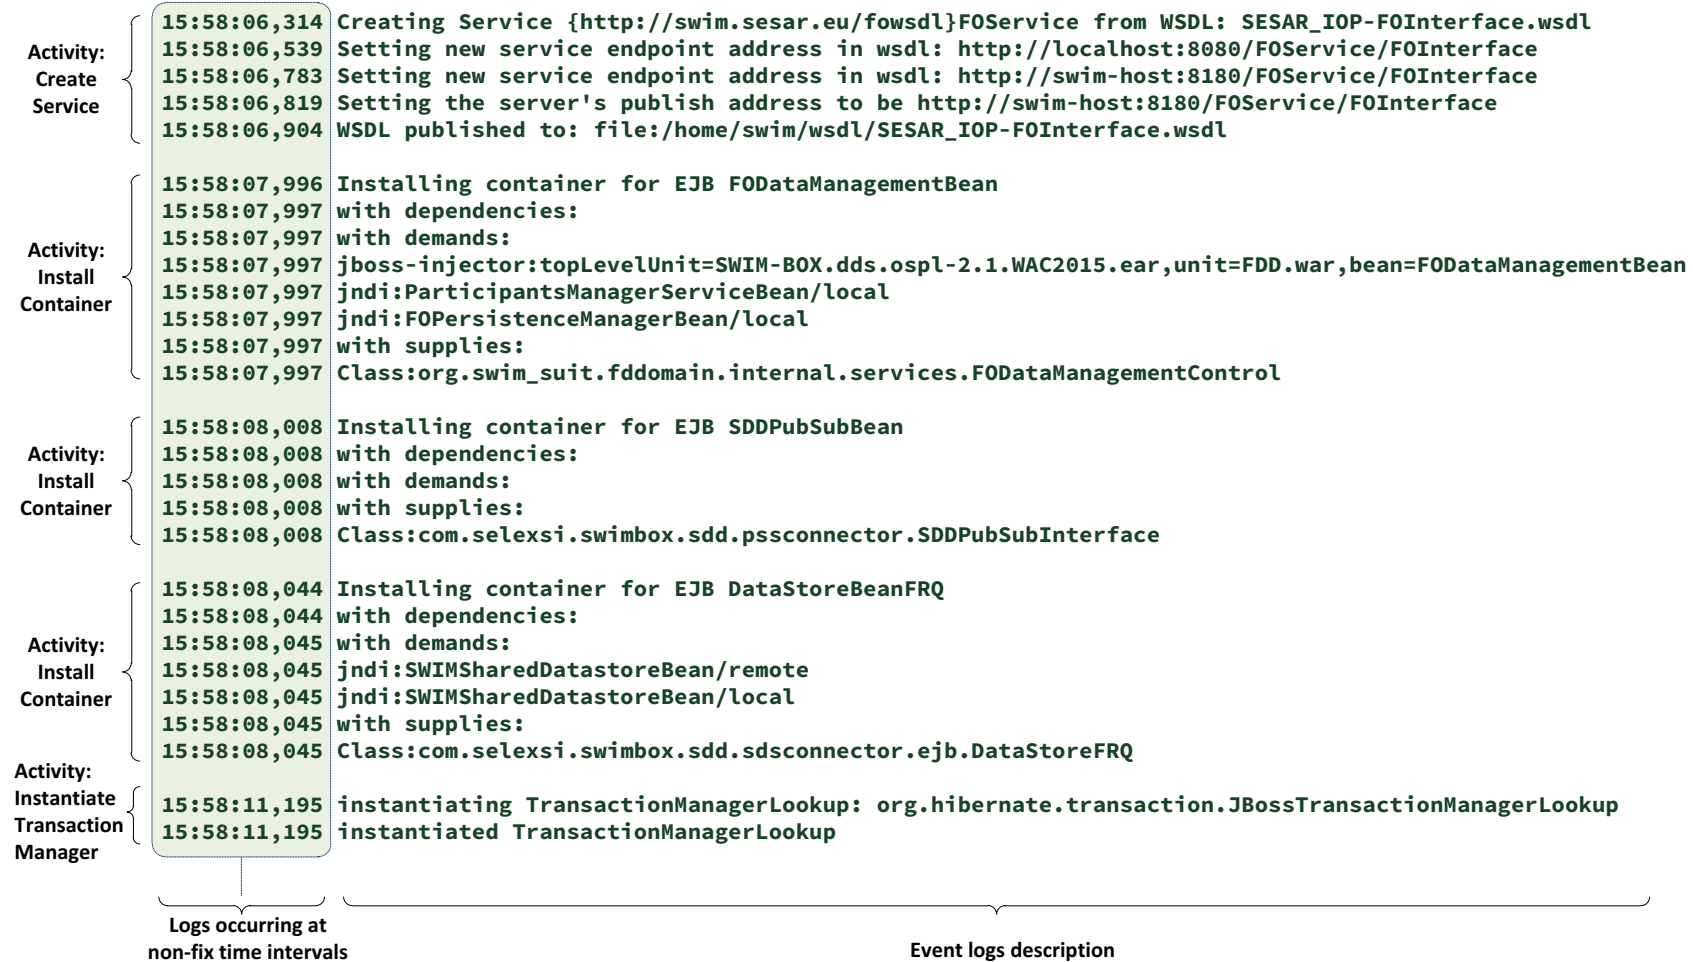 Activity:
Create
Service
15:58:06,314 Creating Service {http://swim.sesar.eu/fowsdl}FOService from WSDL: SESAR_IOP-FOInterface.wsdl
15:58:06,539 Setting new service endpoint address in wsdl: http://localhost:8080/FOService/FOInterface
15:58:06,783 Setting new service endpoint address in wsdl: http://swim-host:8180/FOService/FOInterface
15:58:06,819 Setting the server's publish address to be http://swim-host:8180/FOService/FOInterface
15:58:06,904 WSDL published to: file:/home/swim/wsdl/SESAR_IOP-FOInterface.wsdl
Activity:
Install
Container
15:58:07,996 Installing container for EJB FODataManagementBean
15:58:07,997 with dependencies:
15:58:07,997 with demands:
15:58:07,997 jboss-injector:topLevelUnit=SWIM-BOX.dds.ospl-2.1.WAC2015.ear,unit=FDD.war,bean=FODataManagementBean
15:58:07,997 jndi:ParticipantsManagerServiceBean/local
15:58:07,997 jndi:FOPersistenceManagerBean/local
15:58:07,997 with supplies:
15:58:07,997 Class:org.swim_suit.fddomain.internal.services.FODataManagementControl
Activity:
Install
Container
15:58:08,008 Installing container for EJB SDDPubSubBean
15:58:08,008 with dependencies:
15:58:08,008 with demands:
15:58:08,008 with supplies:
15:58:08,008 Class:com.selexsi.swimbox.sdd.pssconnector.SDDPubSubInterface
Activity:
Install
Container
15:58:08,044 Installing container for EJB DataStoreBeanFRQ
15:58:08,044 with dependencies:
15:58:08,045 with demands:
15:58:08,045 jndi:SWIMSharedDatastoreBean/remote
15:58:08,045 jndi:SWIMSharedDatastoreBean/local
15:58:08,045 with supplies:
15:58:08,045 Class:com.selexsi.swimbox.sdd.sdsconnector.ejb.DataStoreFRQ
Activity:
Instantiate
Transaction
Manager
15:58:11,195 instantiating TransactionManagerLookup: org.hibernate.transaction.JBossTransactionManagerLookup
15:58:11,195 instantiated TransactionManagerLookup
Logs occurring at
non-fix time intervals
Event logs description